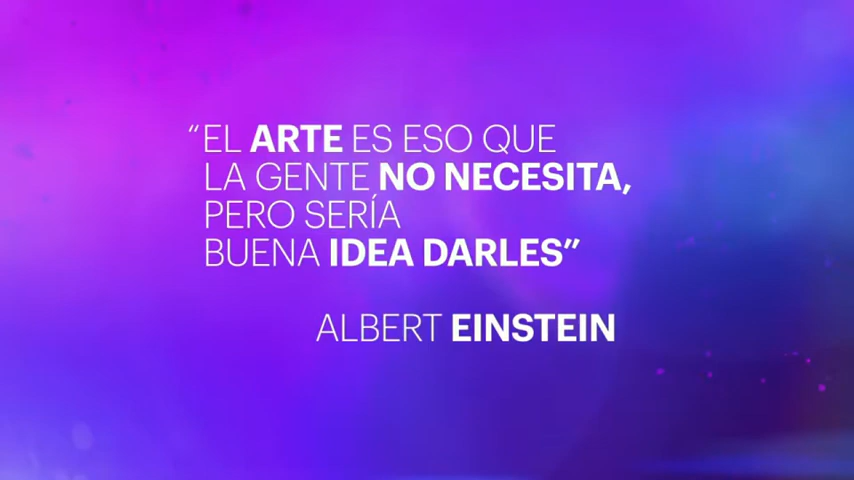 “EL ARTE ES ESO QUE
LA GENTE NO NECESITA,
PERO SERÍA
BUENA IDEA DARLES”
ALBERT EINSTEIN